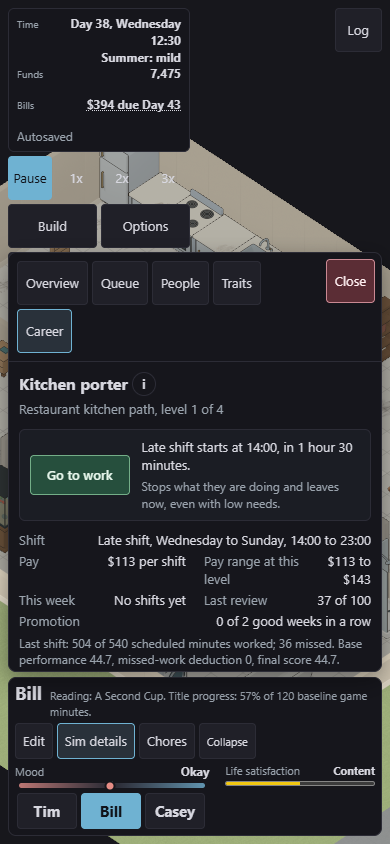 Time Day 38, Wednesday
12:30
Summer: mild
Funds 7,475
Bills $394 due Day 43
Autosaved
Log
Pause 1x 2x 3x
Build Options
Overview Queue People Traits Close
Career
Kitchen porter i
Restaurant kitchen path, level 1 of 4
Go to work
Late shift starts at 14:00, in 1 hour 30
minutes.
Stops what they are doing and leaves
now, even with low needs.
Shift Late shift, Wednesday to Sunday, 14:00 to 23:00
Pay $113 per shift Pay range at this $113 to
level $143
This week No shifts yet Last review 37 of 100
Promotion 0 of 2 good weeks in a row
Last shift: 504 of 540 scheduled minutes worked; 36 missed. Base
performance 44.7, missed-work deduction 0, final score 44.7.
Bill Reading: A Second Cup. Title progress: 57% of 120 baseline game
minutes.
Edit Sim details Chores Collapse
Mood Okay Life satisfaction Content
Tim Bill Casey